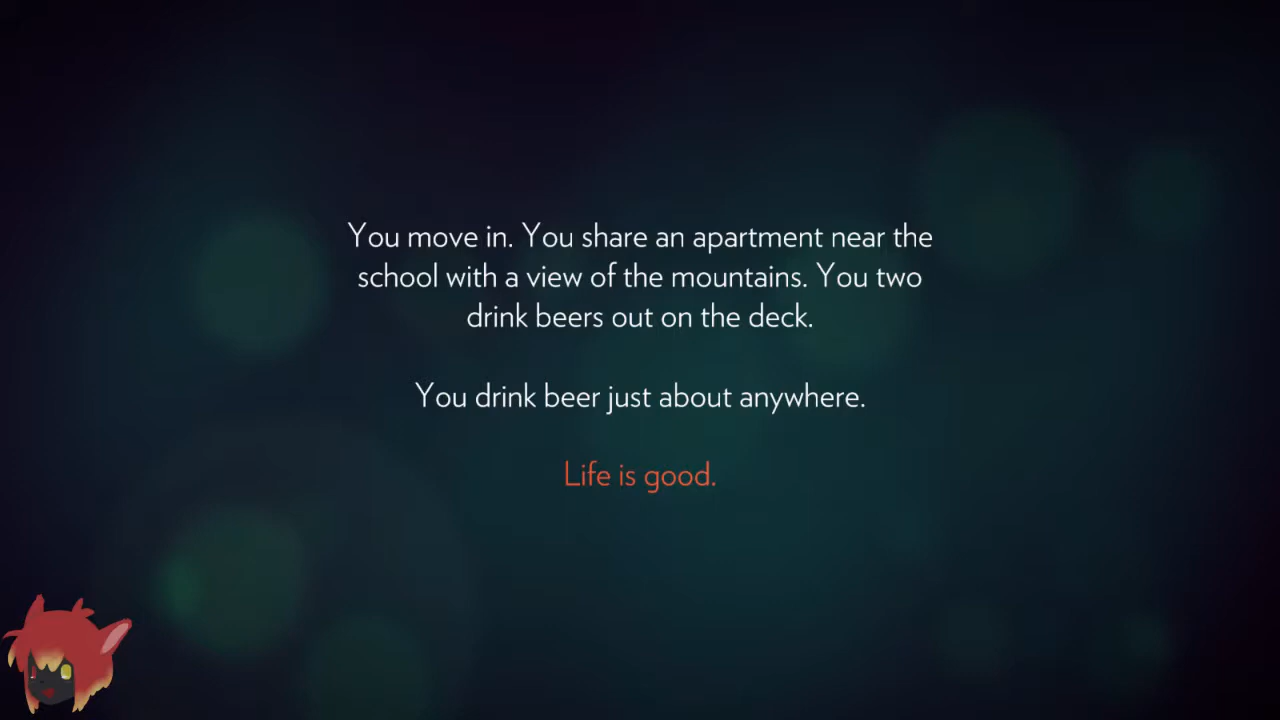 You move in. You share an apartment near the
school with a view of the mountains. You two
drink beers out on the deck.
You drink beer just about anywhere.
Life is good.